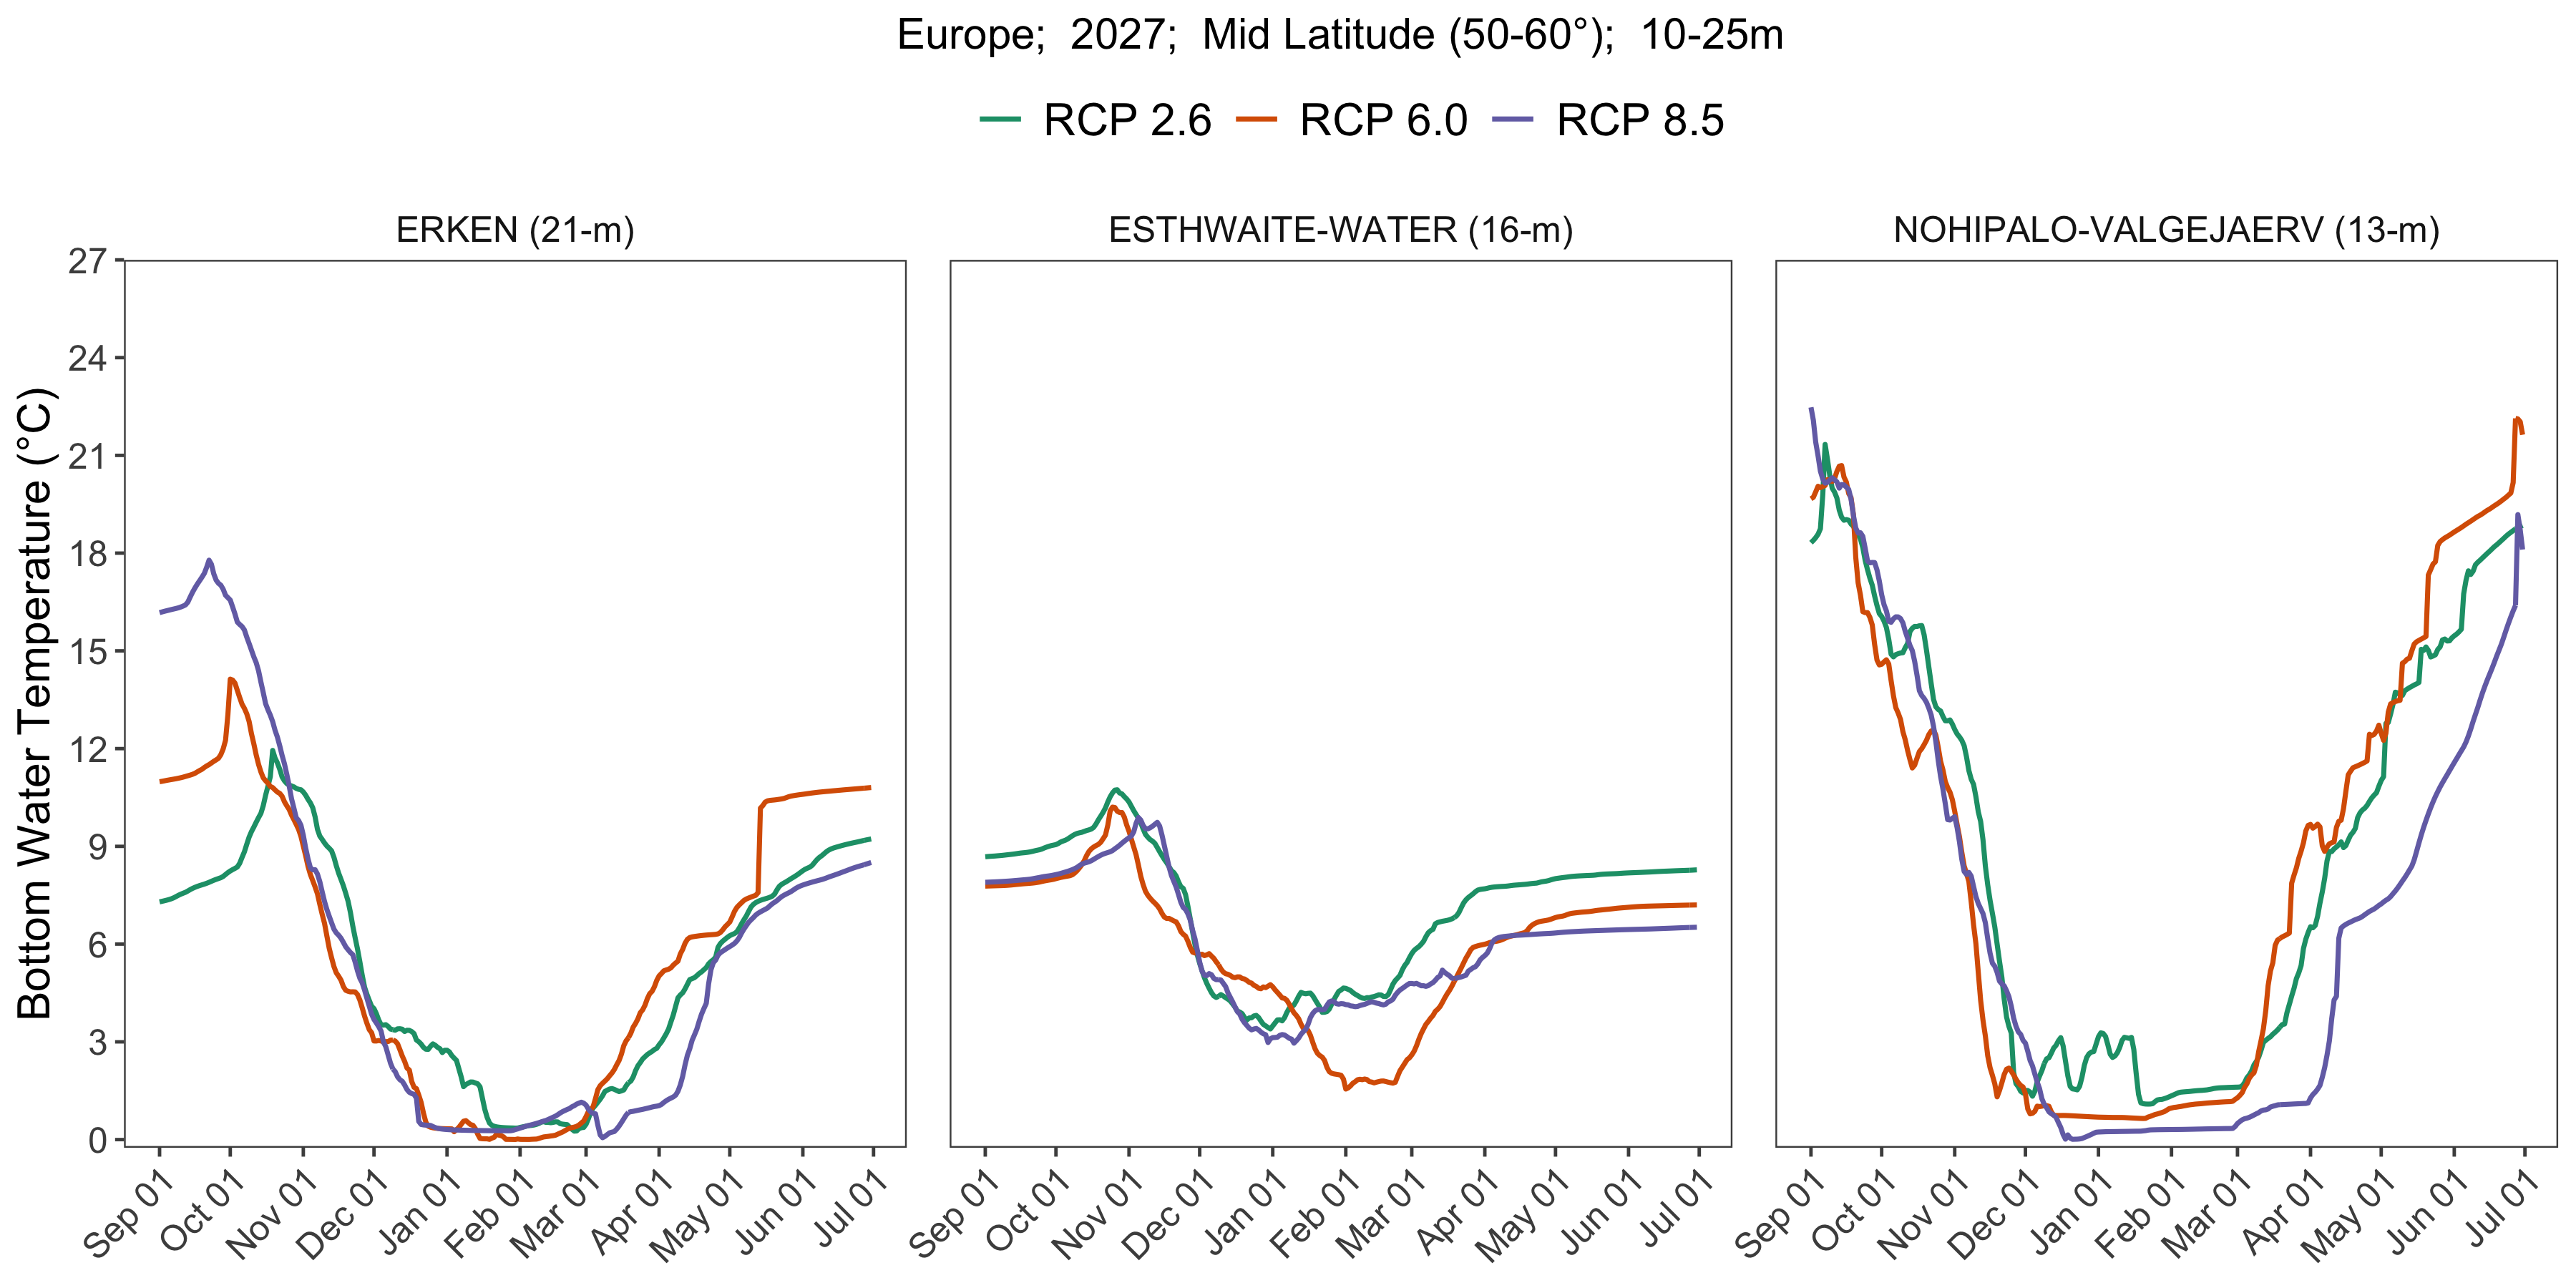 Europe;  2027;  Mid Latitude (50-60°);  10-25m
RCP 2.6 RCP 6.0 RCP 8.5
ERKEN (21-m) ESTHWAITE-WATER (16-m) NOHIPALO-VALGEJAERV (13-m)
Bottom Water Temperature (°C)
27
24
21
18
15
12
9
6
3
0
Sep 01 Oct 01 Nov 01 Dec 01 Jan 01 Feb 01 Mar 01 Apr 01 May 01 Jun 01 Jul 01
Sep 01 Oct 01 Nov 01 Dec 01 Jan 01 Feb 01 Mar 01 Apr 01 May 01 Jun 01 Jul 01
Sep 01 Oct 01 Nov 01 Dec 01 Jan 01 Feb 01 Mar 01 Apr 01 May 01 Jun 01 Jul 01